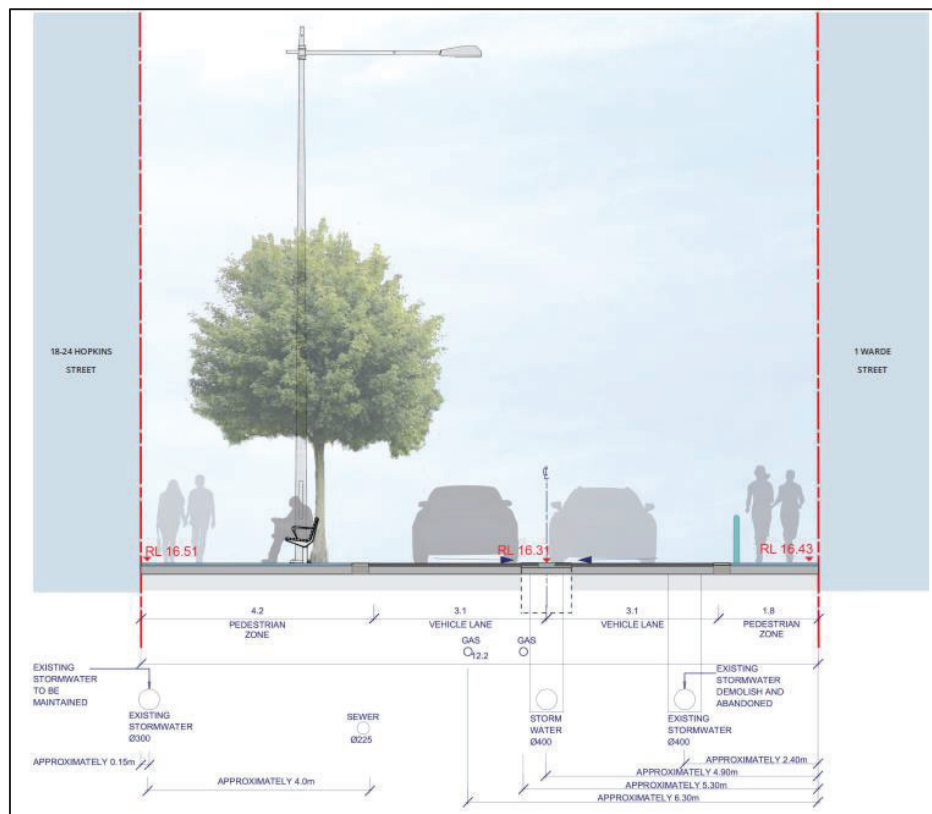 18-24 HOPKINS
STREET
1 WARDE
STREET
℄
RL 16.51
RL 16.31
RL 16.43
4.2
PEDESTRIAN
ZONE
3.1
VEHICLE LANE
3.1
VEHICLE LANE
1.8
PEDESTRIAN
ZONE
GAS
GAS
12.2
EXISTING
STORMWATER
TO BE
MAINTAINED
EXISTING
STORMWATER
DEMOLISH AND
ABANDONED
EXISTING
STORMWATER
Ø300
SEWER
Ø225
STORM
WATER
Ø400
EXISTING
STORMWATER
Ø400
APPROXIMATELY 0.15m
APPROXIMATELY 4.0m
APPROXIMATELY 2.40m
APPROXIMATELY 4.90m
APPROXIMATELY 5.30m
APPROXIMATELY 6.30m